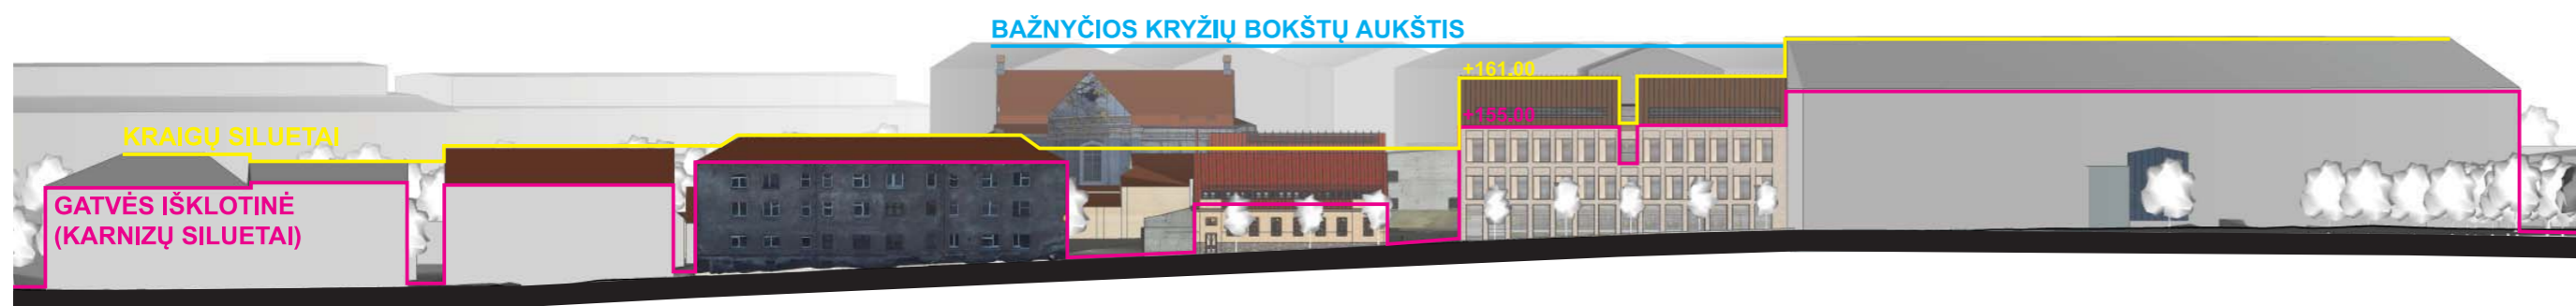 BAŽNYČIOS KRYŽIŲ BOKŠTŲ AUKŠTIS
+161.00
+155.00
KRAIGŲ SILUETAI
GATVĖS IŠKLOTINĖ
(KARNIZŲ SILUETAI)